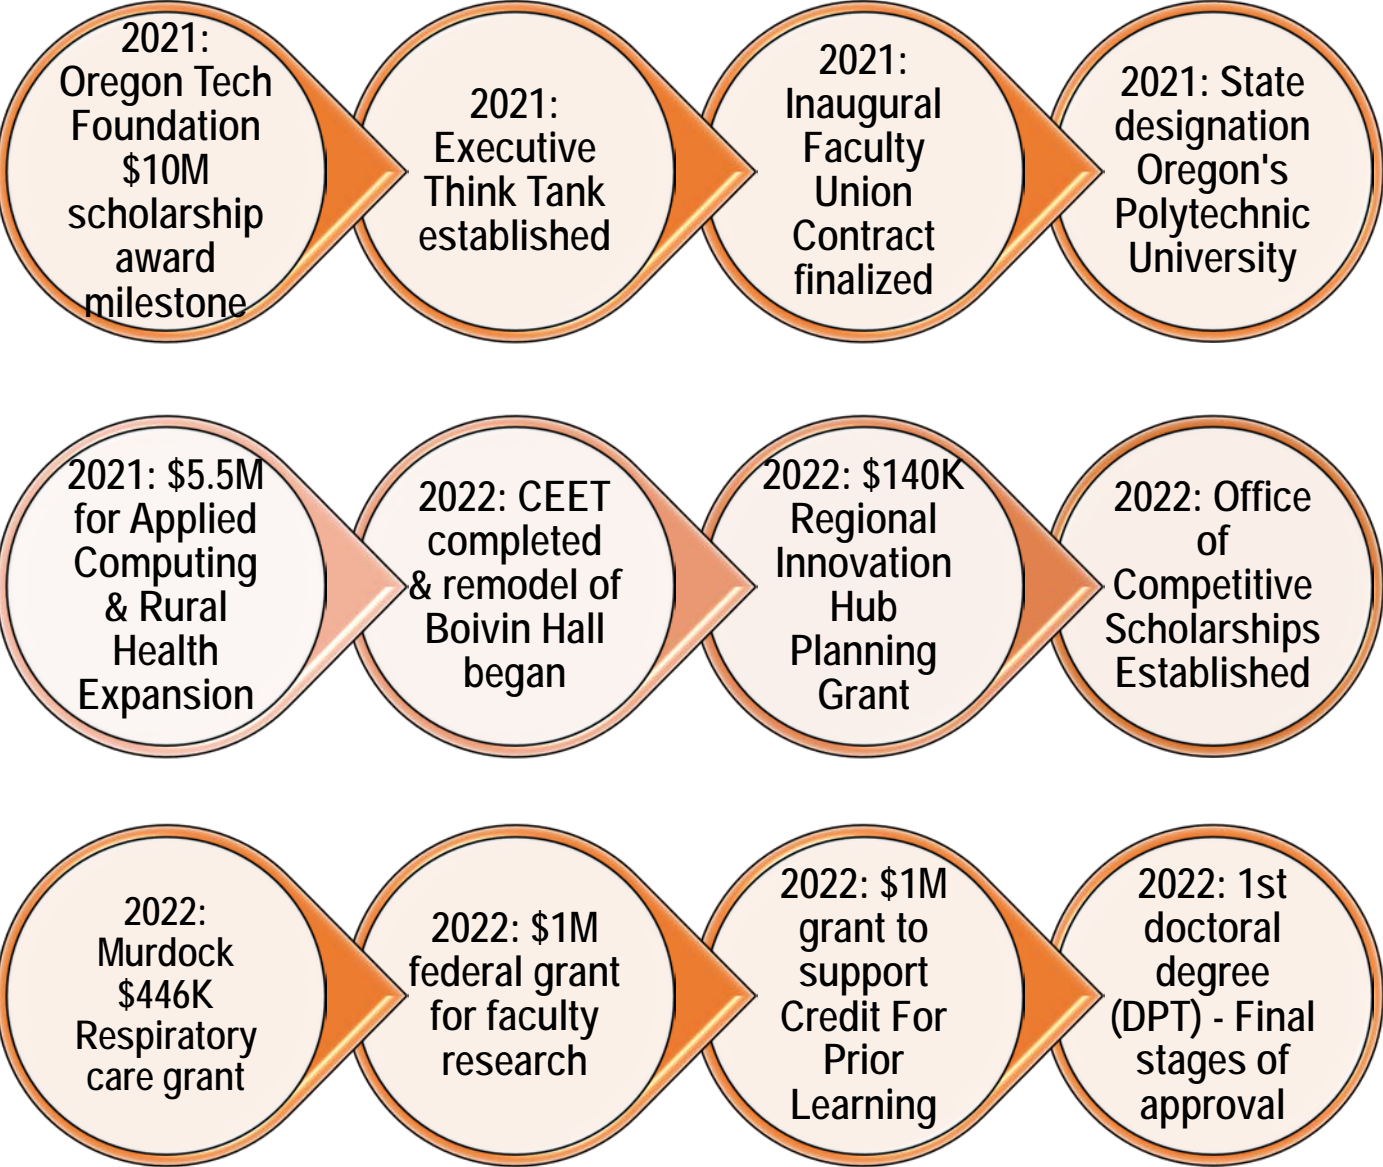 2021:
Oregon Tech
Foundation
$10M
scholarship
award
milestone
2021:
Executive
Think Tank
established
2021:
Inaugural
Faculty
Union
Contract
finalized
2021: State
designation
Oregon's
Polytechnic
University
2021: $5.5M
for Applied
Computing
& Rural
Health
Expansion
2022: CEET
completed
& remodel of
Boivin Hall
began
2022: $140K
Regional
Innovation
Hub
Planning
Grant
2022: Office
of
Competitive
Scholarships
Established
2022:
Murdock
$446K
Respiratory
care grant
2022: $1M
federal grant
for faculty
research
2022: $1M
grant to
support
Credit For
Prior
Learning
2022: 1st
doctoral
degree
(DPT) - Final
stages of
approval